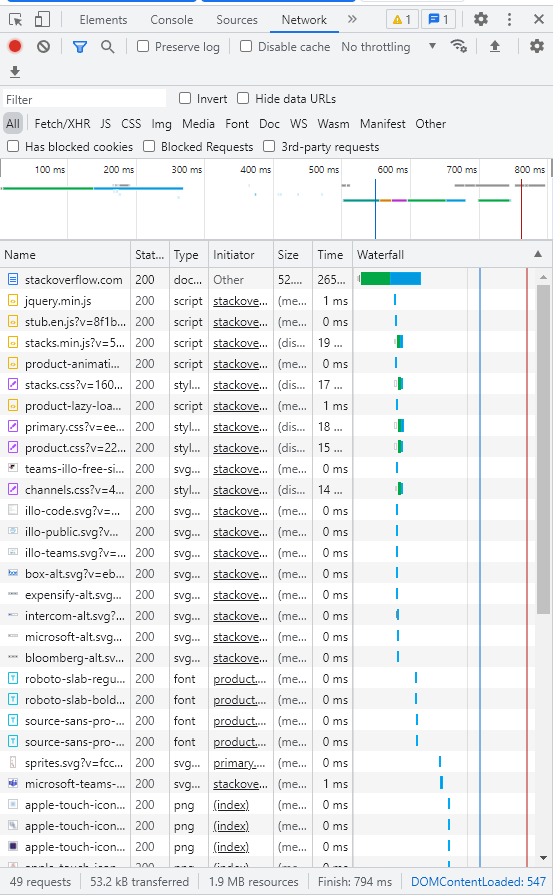 Elements Console Sources Network » 1 1
Preserve log Disable cache No throttling
Filter Invert Hide data URLs
All Fetch/XHR JS CSS Img Media Font Doc WS Wasm Manifest Other
Has blocked cookies Blocked Requests 3rd-party requests
100 ms 200 ms 300 ms 400 ms 500 ms 600 ms 700 ms 800 ms
Name Stat... Type Initiator Size Time Waterfall
stackoverflow.com 200 doc... Other 52.... 265...
jquery.min.js 200 script stackove... (me... 1 ms
stub.en.js?v=8f1b... 200 script stackove... (me... 0 ms
stacks.min.js?v=5... 200 script stackove... (dis... 19 ...
product-animati... 200 script stackove... (me... 0 ms
stacks.css?v=160... 200 styl... stackove... (dis... 17 ...
product-lazy-loa... 200 script stackove... (me... 1 ms
primary.css?v=ee... 200 styl... stackove... (dis... 18 ...
product.css?v=22... 200 styl... stackove... (dis... 15 ...
teams-illo-free-si... 200 svg... stackove... (me... 0 ms
channels.css?v=4... 200 styl... stackove... (dis... 14 ...
illo-code.svg?v=... 200 svg... stackove... (me... 0 ms
illo-public.svg?v=... 200 svg... stackove... (me... 0 ms
illo-teams.svg?v=... 200 svg... stackove... (me... 0 ms
box-alt.svg?v=eb... 200 svg... stackove... (me... 0 ms
expensify-alt.svg... 200 svg... stackove... (me... 0 ms
intercom-alt.svg?... 200 svg... stackove... (me... 0 ms
microsoft-alt.svg... 200 svg... stackove... (me... 0 ms
bloomberg-alt.sv... 200 svg... stackove... (me... 0 ms
roboto-slab-regu... 200 font product.... (me... 0 ms
roboto-slab-bold... 200 font product.... (me... 0 ms
source-sans-pro-... 200 font product.... (me... 0 ms
source-sans-pro-... 200 font product.... (me... 0 ms
sprites.svg?v=fcc... 200 svg... primary.... (me... 0 ms
microsoft-teams-... 200 svg... stackove... (me... 1 ms
apple-touch-icon... 200 png (index) (me... 0 ms
apple-touch-icon... 200 png (index) (me... 0 ms
apple-touch-icon... 200 png (index) (me... 0 ms
apple-touch-icon... 200 png (index) (me... 0 ms
49 requests 53.2 kB transferred 1.9 MB resources Finish: 794 ms DOMContentLoaded: 547